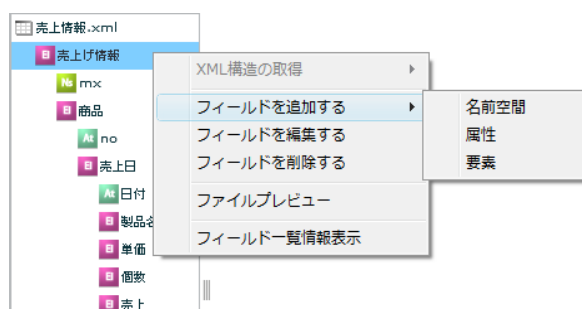 売上情報.xml
B 売上げ情報
Ns mx
B 商品
At no
B 売上日
At 日付
B 製品名
B 単価
B 個数
B 売上
XML構造の取得
フィールドを追加する
フィールドを編集する
フィールドを削除する
ファイルプレビュー
フィールド一覧情報表示
名前空間
属性
要素